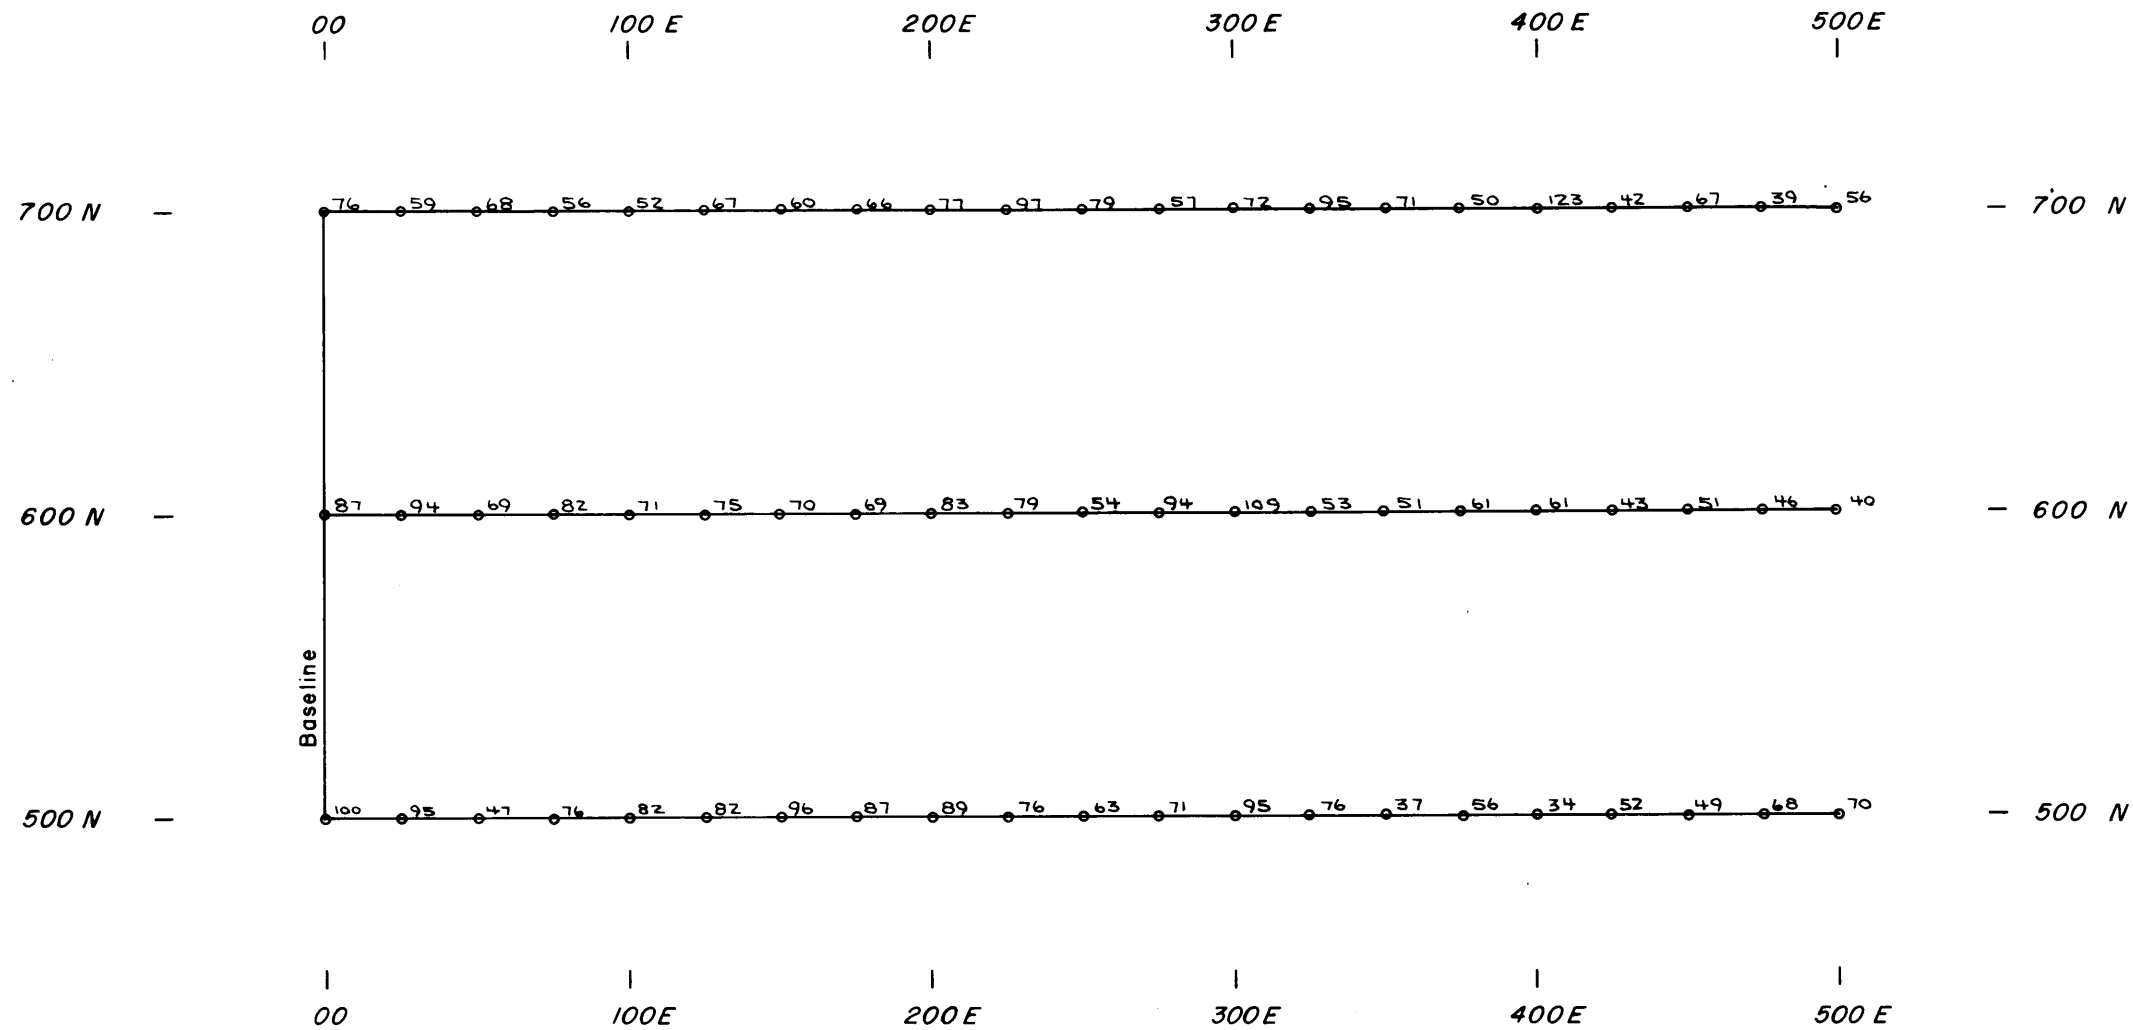 00 100 E 200E 300 E 400 E 500E
76 59 68 56 52 67 60 66 77 97 79 57 72 95 71 50 123 42 67 39 56
700 N 700 N
87 94 69 82 71 75 70 69 83 79 54 94 109 53 51 61 61 43 51 46 40
600 N 600 N
Baseline
100 95 47 76 82 82 96 87 89 76 63 71 95 76 37 56 34 52 49 68 70
500 N 500 N
00 100E 200E 300E 400E 500 E